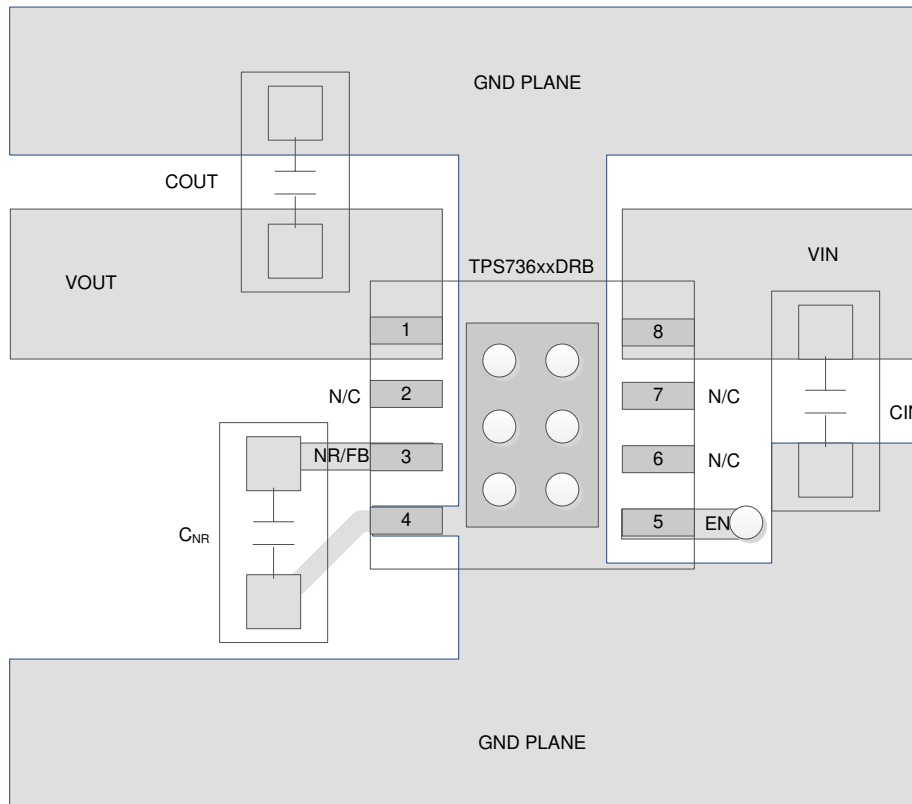 GND PLANE
COUT
TPS736xxDRB
VIN
VOUT
1
8
N/C
2
7
N/C
CIN
NR/FB
3
6
N/C
CNR
4
5
EN
GND PLANE